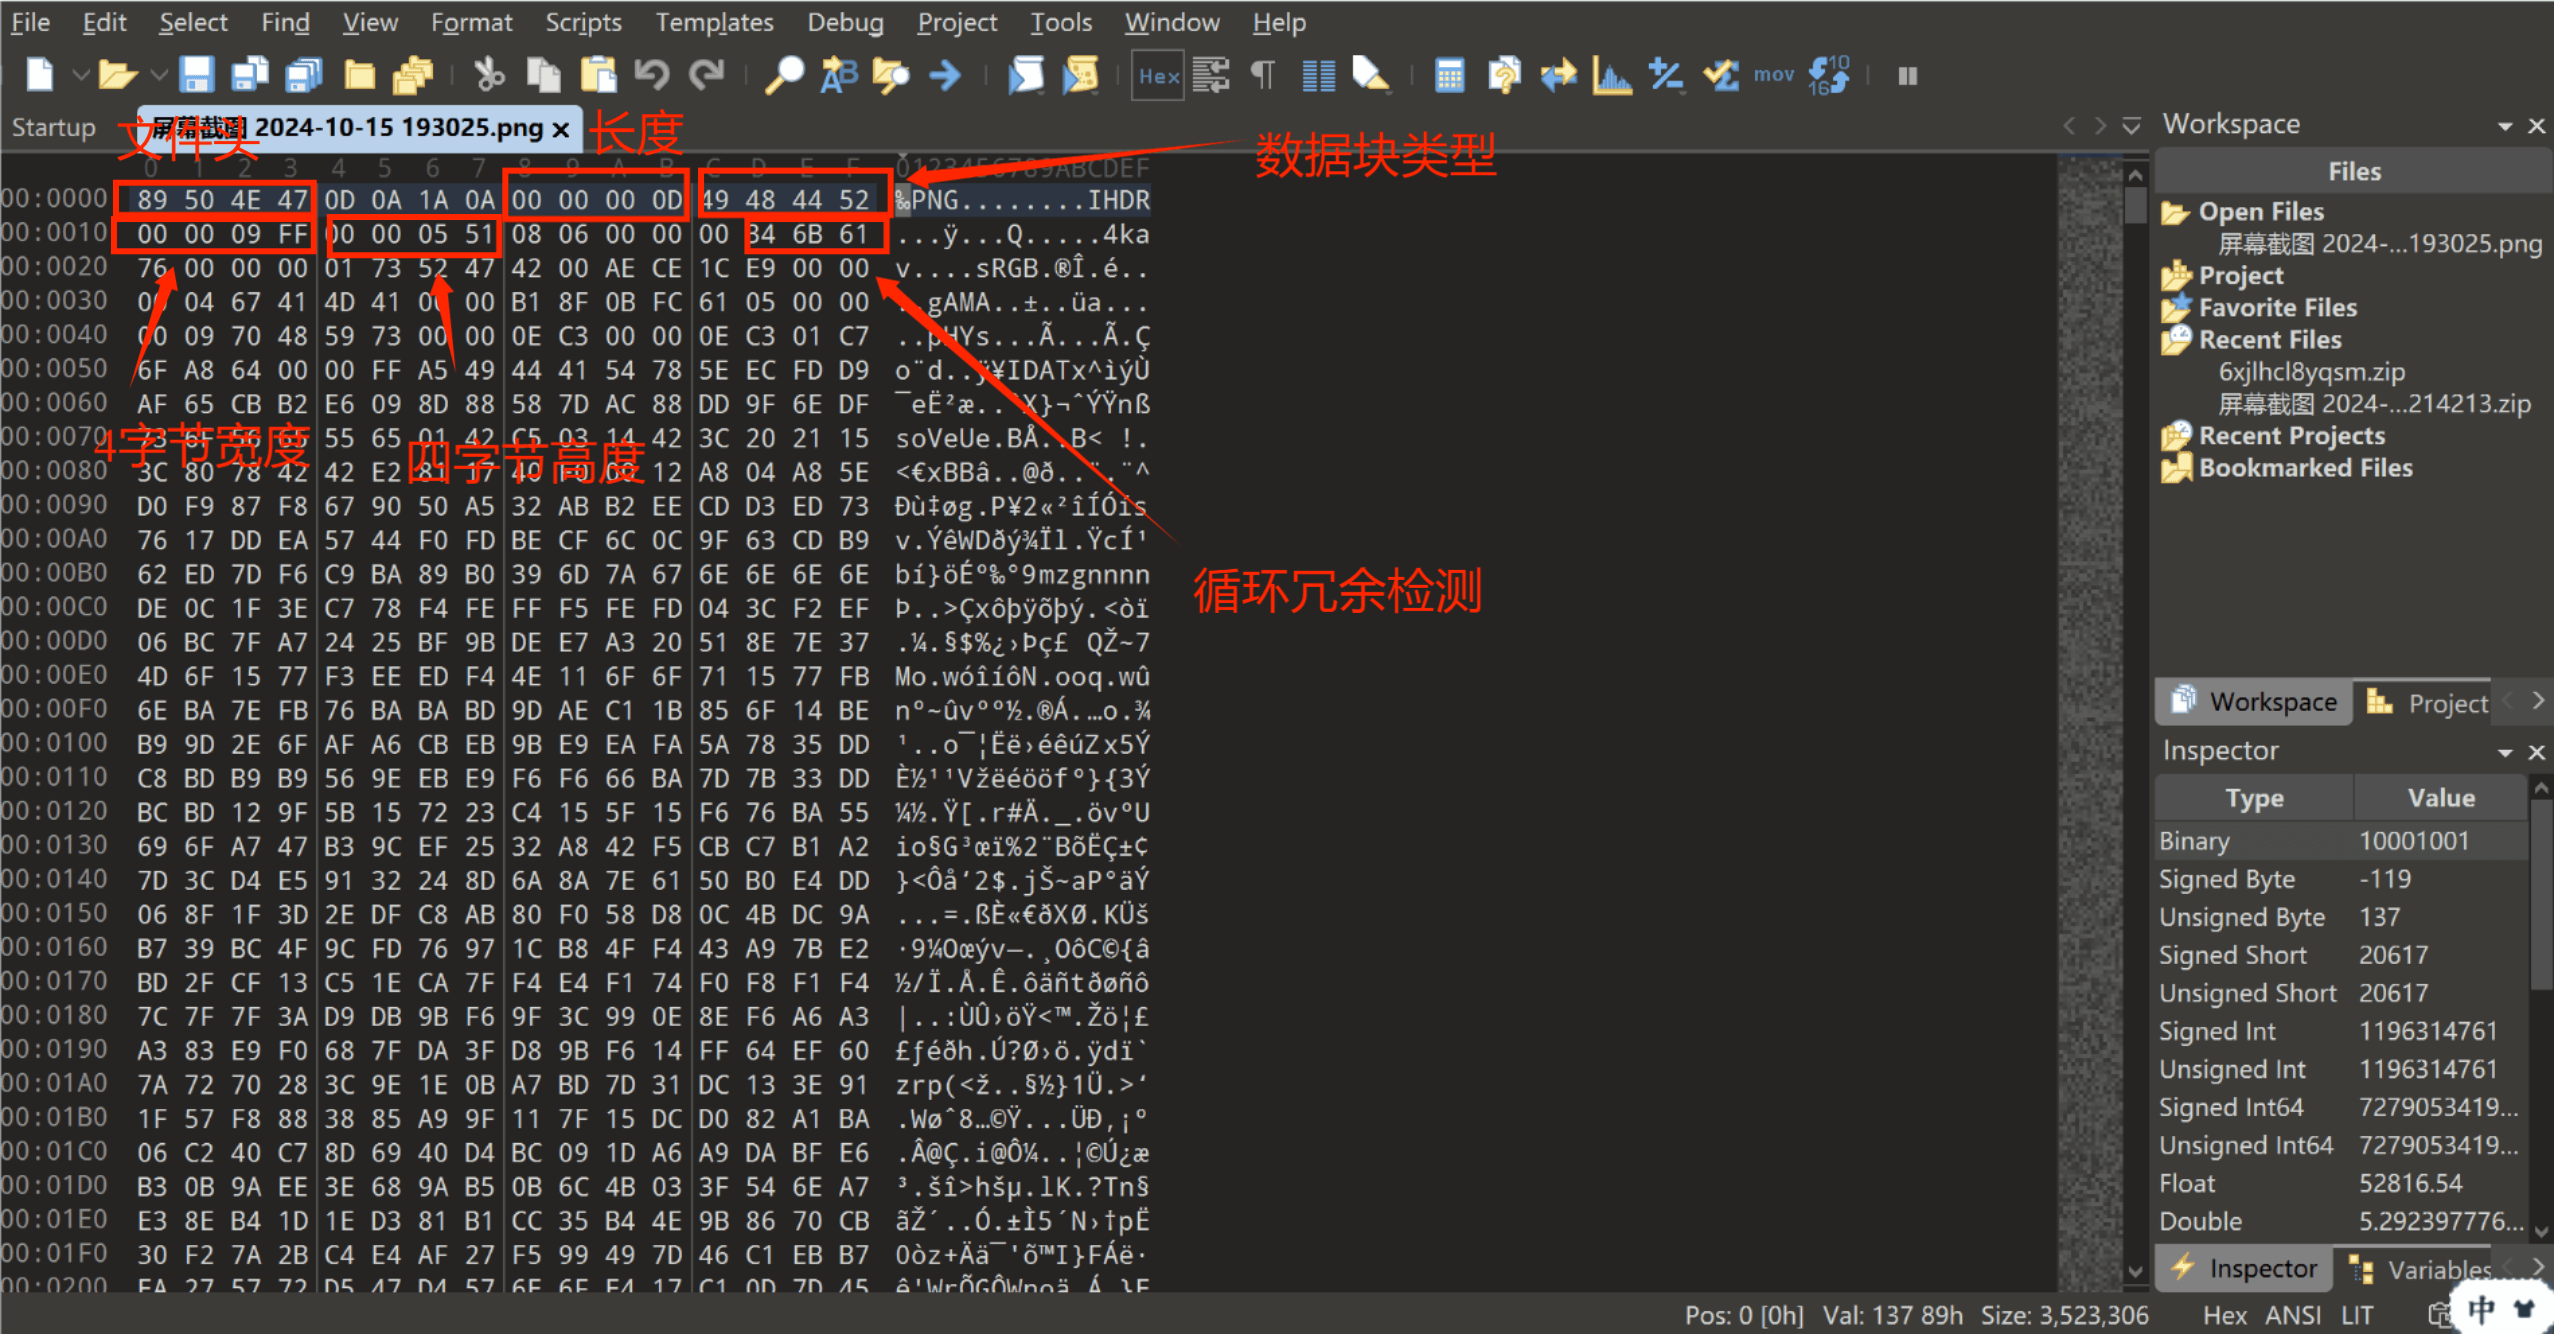 File Edit Select Find View Format Scripts Templates Debug Project Tools Window Help
Hex
mov
10
16
Startup
屏幕截图 2024-10-15 193025.png
文件头
长度
数据块类型
0 1 2 3 4 5 6 7 8 9 A B C D E F 0123456789ABCDEF
00:0000 89 50 4E 47 0D 0A 1A 0A 00 00 00 0D 49 48 44 52 ‰PNG........IHDR
00:0010 00 00 09 FF 00 00 05 51 08 06 00 00 00 34 6B 61 ...ÿ...Q.....4ka
00:0020 76 00 00 00 01 73 52 47 42 00 AE CE 1C E9 00 00 v....sRGB.®Î.é..
00:0030 00 04 67 41 4D 41 00 00 B1 8F 0B FC 61 05 00 00 ..gAMA..±..üa...
00:0040 00 09 70 48 59 73 00 00 0E C3 00 00 0E C3 01 C7 ..pHYs...Ã...Ã.Ç
00:0050 6F A8 64 00 00 FF A5 49 44 41 54 78 5E EC FD D9 o¨d..ÿ¥IDATx^ìýÙ
00:0060 AF 65 CB B2 E6 09 8D 88 58 7D AC 88 DD 9F 6E DF ¯eË²æ..ˆX}¬ˆÝŸnß
00:0070 73 6F 56 65 55 65 01 42 C5 03 14 42 3C 20 21 15 soVeUe.BÅ..B< !.
4字节宽度
四字节高度
00:0080 3C 80 78 42 42 E2 81 17 40 F0 00 12 A8 04 A8 5E <€xBBâ..@ð..¨.¨^
00:0090 D0 F9 87 F8 67 90 50 A5 32 AB B2 EE CD D3 ED 73 Ðù‡øg.P¥2«²îÍÓís
00:00A0 76 17 DD EA 57 44 F0 FD BE CF 6C 0C 9F 63 CD B9 v.ÝêWDðý¾Ïl.ŸcÍ¹
00:00B0 62 ED 7D F6 C9 BA 89 B0 39 6D 7A 67 6E 6E 6E 6E bí}öÉº‰°9mzgnnnn
循环冗余检测
00:00C0 DE 0C 1F 3E C7 78 F4 FE FF F5 FE FD 04 3C F2 EF Þ..>Çxôþÿõþý.<òï
00:00D0 06 BC 7F A7 24 25 BF 9B DE E7 A3 20 51 8E 7E 37 .¼.§$%¿›Þç£ QŽ~7
00:00E0 4D 6F 15 77 F3 EE ED F4 4E 11 6F 6F 71 15 77 FB Mo.wóîíôN.ooq.wû
00:00F0 6E BA 7E FB 76 BA BA BD 9D AE C1 1B 85 6F 14 BE nº~ûvºº½.®Á.…o.¾
00:0100 B9 9D 2E 6F AF A6 CB EB 9B E9 EA FA 5A 78 35 DD ¹..o¯¦Ëë›éêúZx5Ý
00:0110 C8 BD B9 B9 56 9E EB E9 F6 F6 66 BA 7D 7B 33 DD È½¹¹Vžëéööfº}{3Ý
00:0120 BC BD 12 9F 5B 15 72 23 C4 15 5F 15 F6 76 BA 55 ¼½.Ÿ[.r#Ä._.övºU
00:0130 69 6F A7 47 B3 9C EF 25 32 A8 42 F5 CB C7 B1 A2 io§G³œï%2¨BõËÇ±¢
00:0140 7D 3C D4 E5 91 32 24 8D 6A 8A 7E 61 50 B0 E4 DD }<Ôå‘2$.jŠ~aP°äÝ
00:0150 06 8F 1F 3D 2E DF C8 AB 80 F0 58 D8 0C 4B DC 9A ...=.ßÈ«€ðXØ.KÜš
00:0160 B7 39 BC 4F 9C FD 76 97 1C B8 4F F4 43 A9 7B E2 ·9¼Oœýv—.¸OôC©{â
00:0170 BD 2F CF 13 C5 1E CA 7F F4 E4 F1 74 F0 F8 F1 F4 ½/Ï.Å.Ê.ôäñtðøñô
00:0180 7C 7F 7F 3A D9 DB 9B F6 9F 3C 99 0E 8E F6 A6 A3 |..:ÙÛ›öŸ<™.Žö¦£
00:0190 A3 83 E9 F0 68 7F DA 3F D8 9B F6 14 FF 64 EF 60 £ƒéðh.Ú?Ø›ö.ÿdï`
00:01A0 7A 72 70 28 3C 9E 1E 0B A7 BD 7D 31 DC 13 3E 91 zrp(<ž..§½}1Ü.>‘
00:01B0 1F 57 F8 88 38 85 A9 9F 11 7F 15 DC D0 82 A1 BA .Wøˆ8…©Ÿ...ÜÐ‚¡º
00:01C0 06 C2 40 C7 8D 69 40 D4 BC 09 1D A6 A9 DA BF E6 .Â@Ç.i@Ô¼..¦©Ú¿æ
00:01D0 B3 0B 9A EE 3E 68 9A B5 0B 6C 4B 03 3F 54 6E A7 ³.šî>hšµ.lK.?Tn§
00:01E0 E3 8E B4 1D 1E D3 81 B1 CC 35 B4 4E 9B 86 70 CB ãŽ´..Ó.±Ì5´N›†pË
00:01F0 30 F2 7A 2B C4 E4 AF 27 F5 99 49 7D 46 C1 EB B7 0òz+Ää¯'õ™I}FÁë·
00:0200 EA 27 57 72 D5 47 D4 57 6E 6F E4 17 C1 0D 7D 45 ê'WrÕGÔWnoä.Á.}E
Workspace
Files
Open Files
屏幕截图 2024-...193025.png
Project
Favorite Files
Recent Files
6xjlhcl8yqsm.zip
屏幕截图 2024-...214213.zip
Recent Projects
Bookmarked Files
Workspace Project
Inspector
Type Value
Binary 10001001
Signed Byte -119
Unsigned Byte 137
Signed Short 20617
Unsigned Short 20617
Signed Int 1196314761
Unsigned Int 1196314761
Signed Int64 7279053419...
Unsigned Int64 7279053419...
Float 52816.54
Double 5.292397776...
Inspector Variables
Pos: 0 [0h] Val: 137 89h Size: 3,523,306 Hex ANSI LIT
中